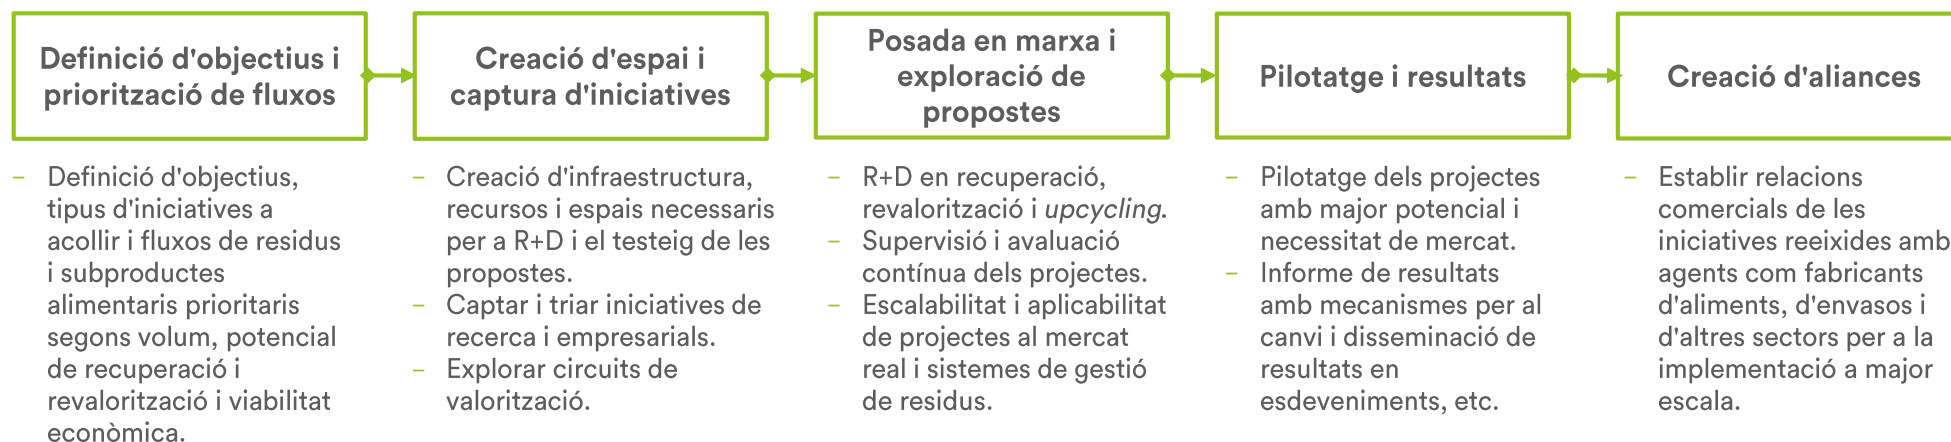 Definició d'objectius i
priorització de fluxos
Creació d'espai i
captura d'iniciatives
Posada en marxa i
exploració de
propostes
Pilotatge i resultats
Creació d'aliances
– Definició d'objectius,
tipus d'iniciatives a
acollir i fluxos de residus
i subproductes
alimentaris prioritaris
segons volum, potencial
de recuperació i
revalorització i viabilitat
econòmica.
– Creació d'infraestructura,
recursos i espais necessaris
per a R+D i el testeig de les
propostes.
– Captar i triar iniciatives de
recerca i empresarials.
– Explorar circuits de
valorització.
– R+D en recuperació,
revalorització i upcycling.
– Supervisió i avaluació
contínua dels projectes.
– Escalabilitat i aplicabilitat
de projectes al mercat
real i sistemes de gestió
de residus.
– Pilotatge dels projectes
amb major potencial i
necessitat de mercat.
– Informe de resultats
amb mecanismes per al
canvi i disseminació de
resultats en
esdeveniments, etc.
– Establir relacions
comercials de les
iniciatives reeixides amb
agents com fabricants
d'aliments, d'envasos i
d'altres sectors per a la
implementació a major
escala.